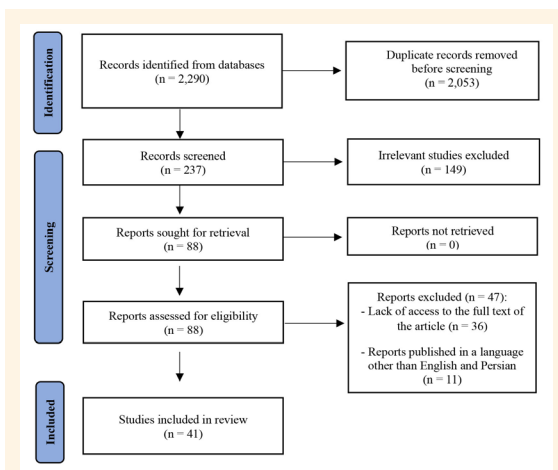 Identification
Records identified from databases
(n = 2,290)
Duplicate records removed
before screening
(n = 2,053)
Screening
Records screened
(n = 237)
Irrelevant studies excluded
(n = 149)
Reports sought for retrieval
(n = 88)
Reports not retrieved
(n = 0)
Reports assessed for eligibility
(n = 88)
Reports excluded (n = 47):
- Lack of access to the full text of
the article (n = 36)
- Reports published in a language
other than English and Persian
(n = 11)
Included
Studies included in review
(n = 41)